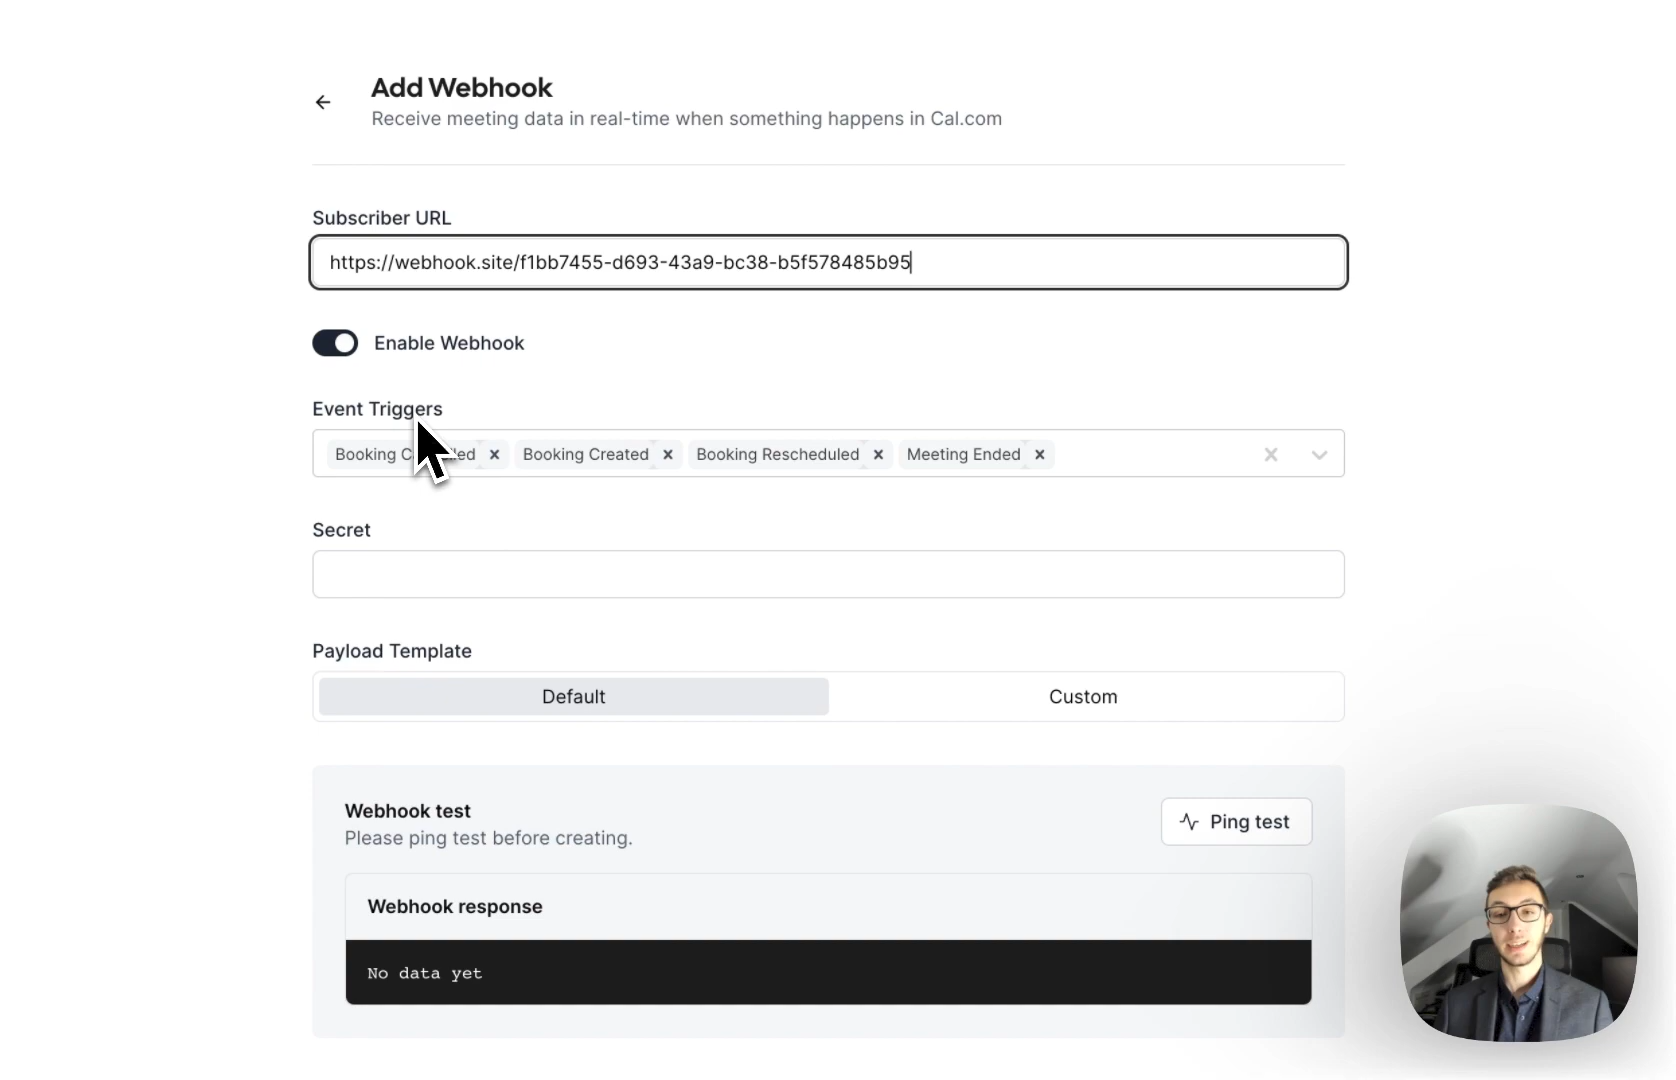 Add Webhook
Receive meeting data in real-time when something happens in Cal.com
Subscriber URL
https://webhook.site/f1bb7455-d693-43a9-bc38-b5f578485b95
Enable Webhook
Event Triggers
Booking Booking Created Booking Rescheduled Meeting Ended
Secret
Payload Template
Default Custom
Webhook test
Please ping test before creating.
Ping test
Webhook response
No data yet